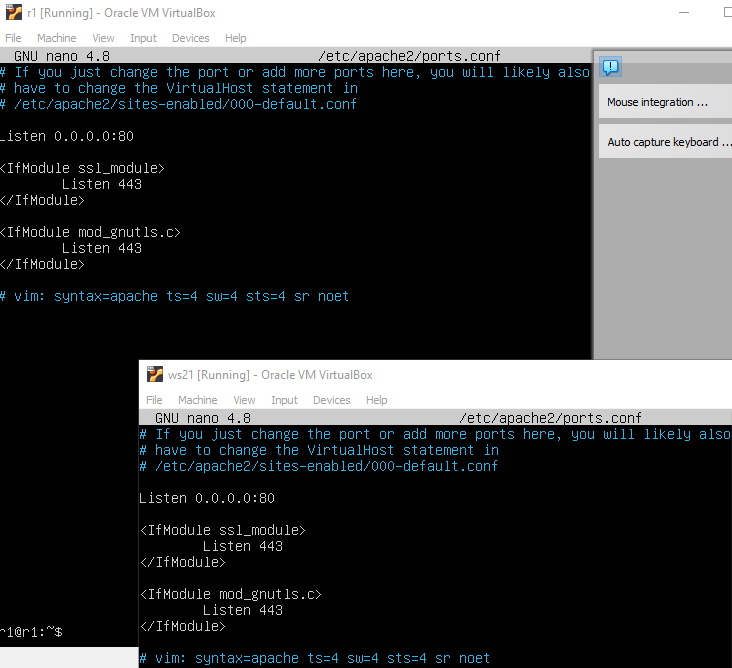 r1 [Running] - Oracle VM VirtualBox
File Machine View Input Devices Help
GNU nano 4.8 /etc/apache2/ports.conf
# If you just change the port or add more ports here, you will likely also
# have to change the VirtualHost statement in
# /etc/apache2/sites-enabled/000-default.conf
Listen 0.0.0.0:80
<IfModule ssl_module>
Listen 443
</IfModule>
<IfModule mod_gnutls.c>
Listen 443
</IfModule>
# vim: syntax=apache ts=4 sw=4 sts=4 sr noet
r1@r1:~$
Mouse integration ...
Auto capture keyboard ...
ws21 [Running] - Oracle VM VirtualBox
File Machine View Input Devices Help
GNU nano 4.8 /etc/apache2/ports.conf
# If you just change the port or add more ports here, you will likely also
# have to change the VirtualHost statement in
# /etc/apache2/sites-enabled/000-default.conf
Listen 0.0.0.0:80
<IfModule ssl_module>
Listen 443
</IfModule>
<IfModule mod_gnutls.c>
Listen 443
</IfModule>
# vim: syntax=apache ts=4 sw=4 sts=4 sr noet